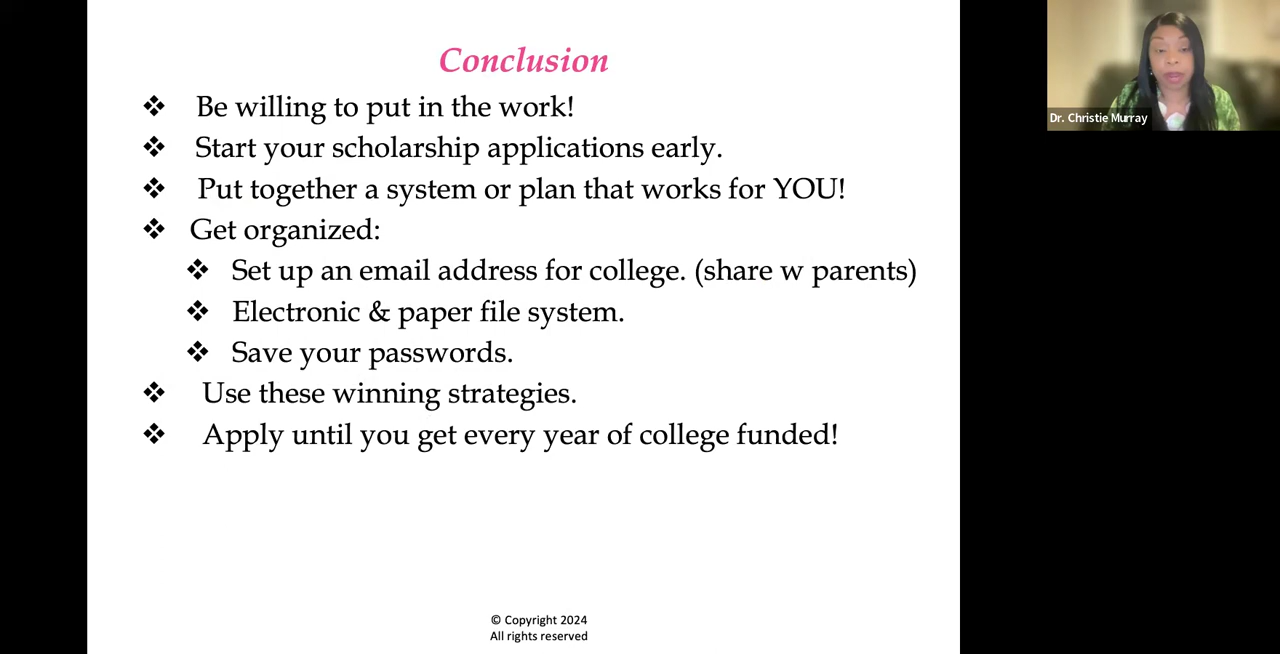 Conclusion
❖ Be willing to put in the work!
❖ Start your scholarship applications early.
❖ Put together a system or plan that works for YOU!
❖ Get organized:
❖ Set up an email address for college. (share w parents)
❖ Electronic & paper file system.
❖ Save your passwords.
❖ Use these winning strategies.
❖ Apply until you get every year of college funded!
© Copyright 2024
All rights reserved
Dr. Christie Murray